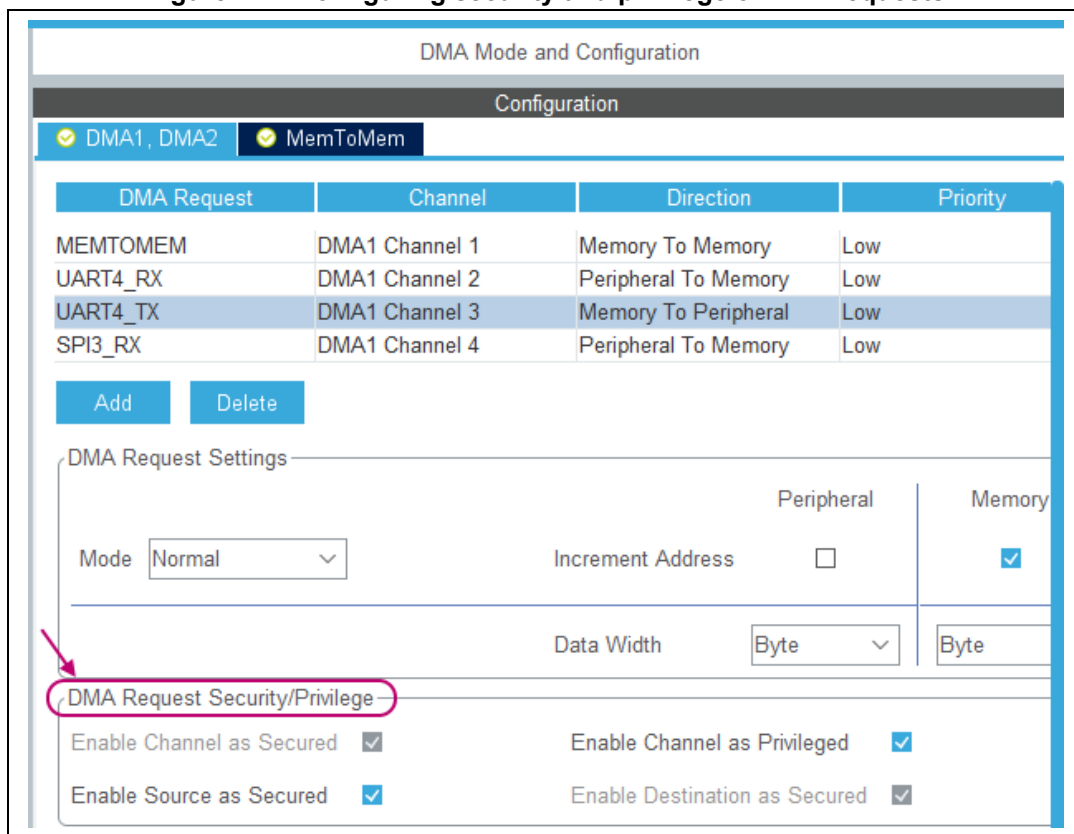 DMA Mode and Configuration
Configuration
DMA1, DMA2 MemToMem
DMA Request Channel Direction Priority
MEMTOMEM DMA1 Channel 1 Memory To Memory Low
UART4_RX DMA1 Channel 2 Peripheral To Memory Low
UART4_TX DMA1 Channel 3 Memory To Peripheral Low
SPI3_RX DMA1 Channel 4 Peripheral To Memory Low
Add Delete
DMA Request Settings
Peripheral Memory
Mode Normal Increment Address
Data Width Byte Byte
DMA Request Security/Privilege
Enable Channel as Secured Enable Channel as Privileged
Enable Source as Secured Enable Destination as Secured